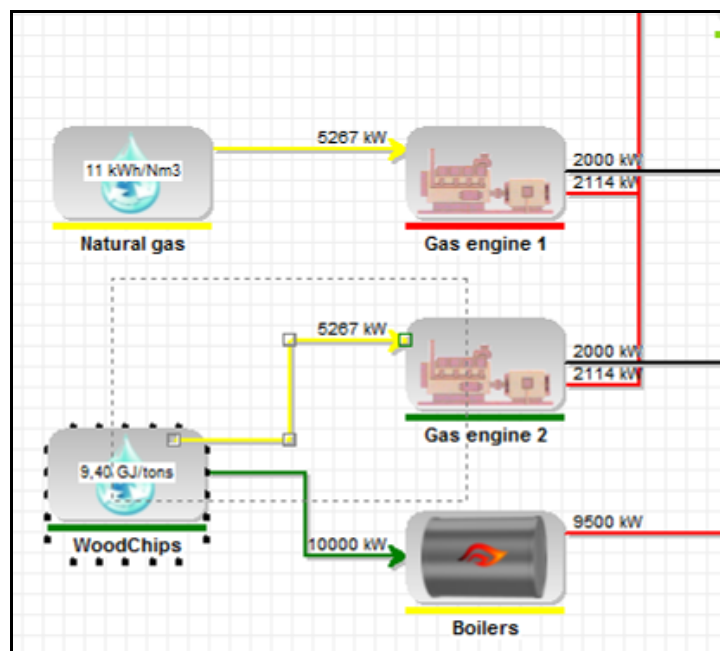 5267 kW
11 kWh/Nm3
2000 kW
2114 kW
Natural gas
Gas engine 1
5267 kW
2000 kW
2114 kW
Gas engine 2
9,40 GJ/tons
WoodChips
10000 kW
9500 kW
Boilers